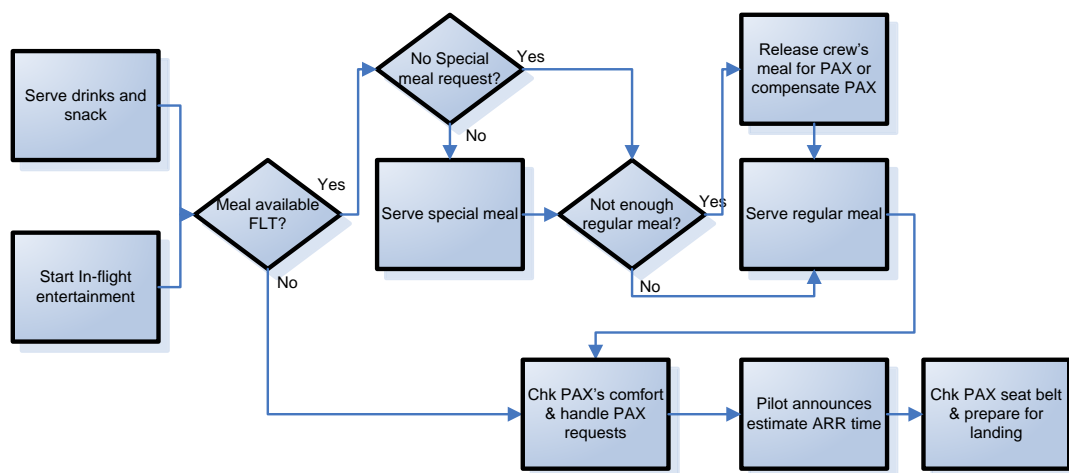 Serve drinks and
snack
Start In-flight
entertainment
Meal available
FLT?
Yes
No
No Special
meal request?
Yes
No
Serve special meal
Not enough
regular meal?
Yes
No
Release crew's
meal for PAX or
compensate PAX
Serve regular meal
Chk PAX's comfort
& handle PAX
requests
Pilot announces
estimate ARR time
Chk PAX seat belt
& prepare for
landing